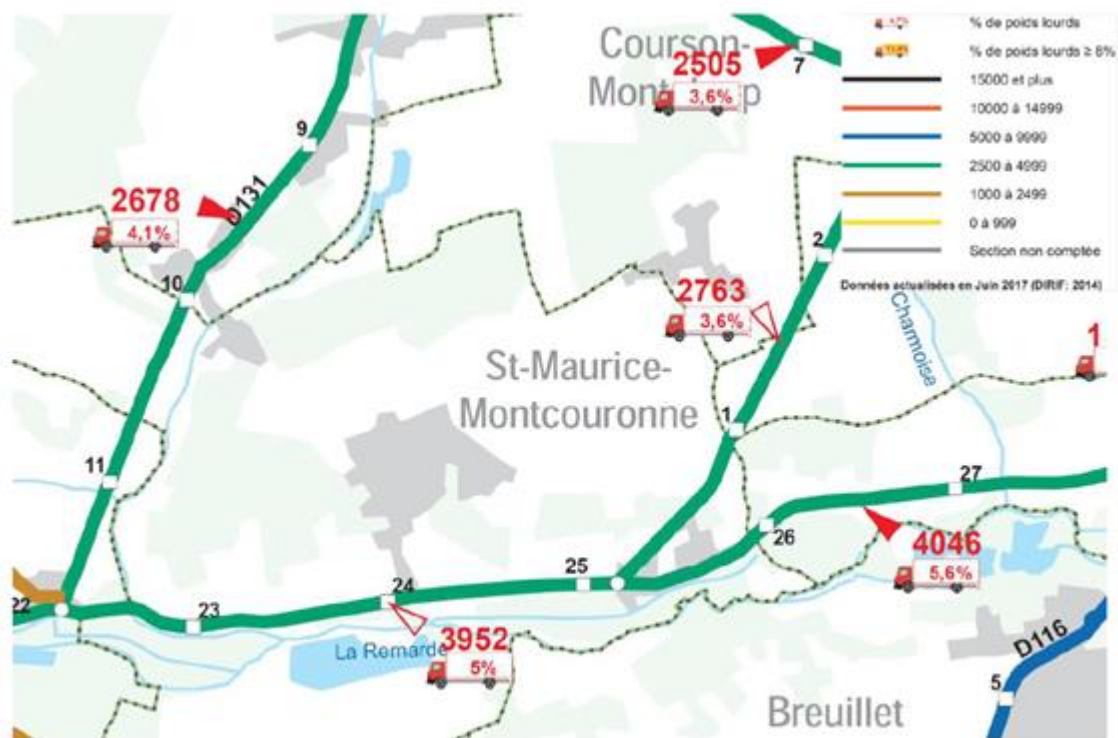 % de poids lourds
% de poids lourds ≥ 8%
15000 et plus
10000 à 14999
5000 à 9999
2500 à 4999
1000 à 2499
0 à 999
Section non comptée
Données actualisées en Juin 2017 (DIRIF: 2014)
Courson-
2505
3,6%
7
9
D131
2678
4,1%
10
2
2763
3,6%
Charmoise
1
St-Maurice-
Montcouronne
1
11
27
26
4046
5,6%
25
24
22
23
3952
5%
La Remarde
D116
5
Breuillet